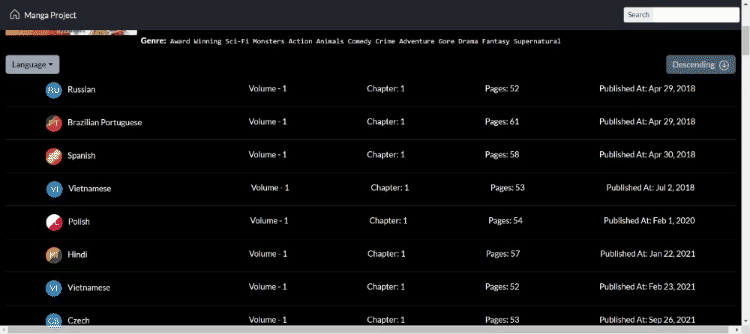 Manga Project
Search
Genre: Award Winning Sci-Fi Monsters Action Animals Comedy Crime Adventure Gore Drama Fantasy Supernatural
Language
Descending
RU Russian Volume - 1 Chapter: 1 Pages: 52 Published At: Apr 29, 2018
Brazilian Portuguese Volume - 1 Chapter: 1 Pages: 61 Published At: Apr 29, 2018
Spanish Volume - 1 Chapter: 1 Pages: 58 Published At: Apr 30, 2018
VI Vietnamese Volume - 1 Chapter: 1 Pages: 53 Published At: Jul 2, 2018
Polish Volume - 1 Chapter: 1 Pages: 54 Published At: Feb 1, 2020
Hindi Volume - 1 Chapter: 1 Pages: 57 Published At: Jan 22, 2021
VI Vietnamese Volume - 1 Chapter: 1 Pages: 52 Published At: Feb 23, 2021
Czech Volume - 1 Chapter: 1 Pages: 53 Published At: Sep 26, 2021